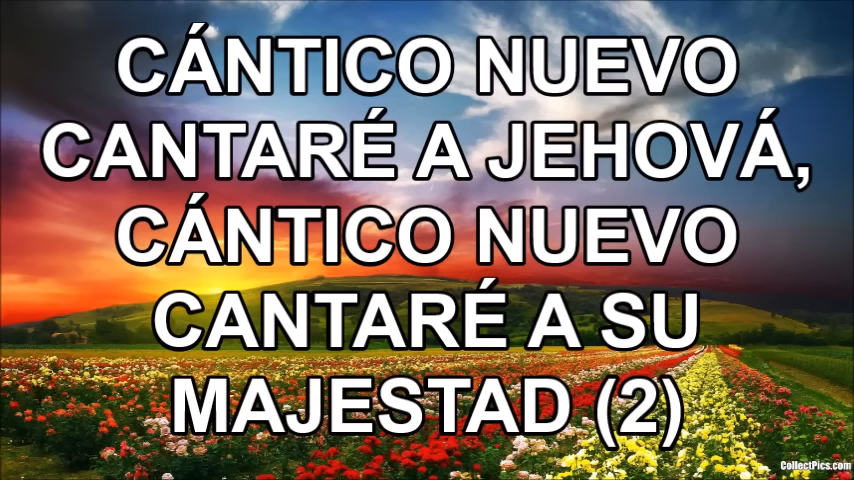 CÁNTICO NUEVO
CANTARÉ A JEHOVÁ,
CÁNTICO NUEVO
CANTARÉ A SU
MAJESTAD (2)
CollectPics.com